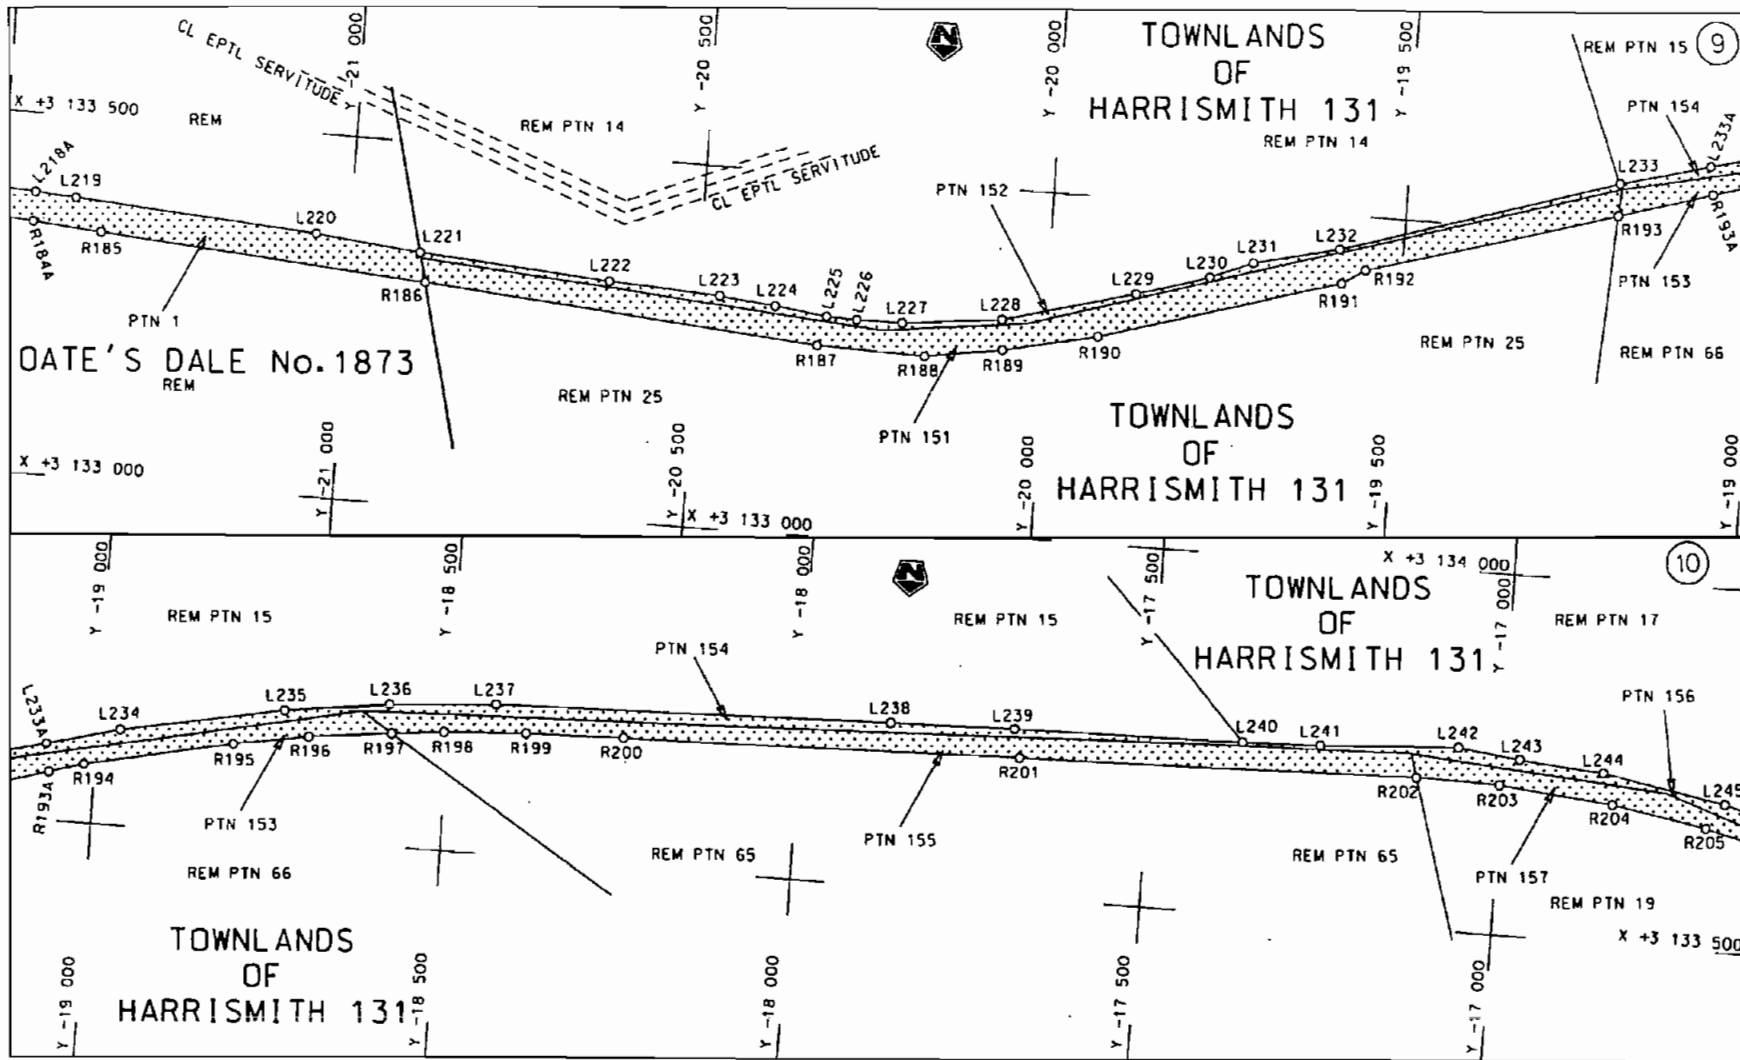 CL EPTL SERVITUDE
Y -21 000
Y -20 500
N
Y -20 000
TOWNLANDS
OF
HARRISMITH 131
Y -19 500
REM PTN 15
9
X +3 133 500
REM
REM PTN 14
REM PTN 14
PTN 154
L233A
L218A
L219
CL EPTL SERVITUDE
PTN 152
L233
L220
L221
R184A
R185
L222
L223
L224
L225
L226
L227
L228
L229
L230
L231
L232
R193
R193A
R186
R192
R191
PTN 153
PTN 1
R187
R188
R189
R190
OATE'S DALE No.1873
REM
REM PTN 25
REM PTN 25
REM PTN 66
PTN 151
TOWNLANDS
OF
HARRISMITH 131
X +3 133 000
Y -21 000
Y -20 500
X +3 133 000
Y -20 000
Y -19 500
Y -19 000
Y -19 000
Y -18 500
Y -18 000
N
Y -17 500
X +3 134 000
Y -17 000
10
REM PTN 15
PTN 154
REM PTN 15
TOWNLANDS
OF
HARRISMITH 131
REM PTN 17
L233A
L234
L235
L236
L237
L238
L239
L240
L241
L242
L243
L244
L245
PTN 156
R193A
R194
R195
R196
R197
R198
R199
R200
R201
R202
R203
R204
R205
PTN 153
PTN 155
REM PTN 66
REM PTN 65
REM PTN 65
PTN 157
REM PTN 19
TOWNLANDS
OF
HARRISMITH 131
X +3 133 500
Y -19 000
Y -18 500
Y -18 000
Y -17 500
Y -17 000